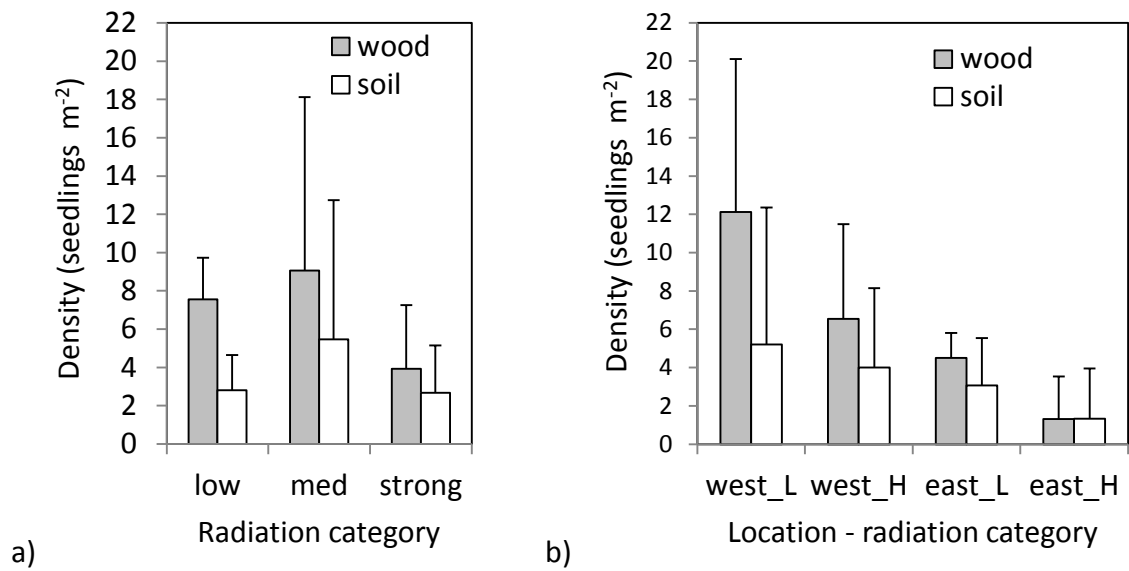 22
20
18
16
14
12
10
8
6
4
2
0
Density (seedlings m-2)
wood
soil
low med strong
Radiation category
a)
22
20
18
16
14
12
10
8
6
4
2
0
Density (seedlings m-2)
wood
soil
west_L west_H east_L east_H
Location - radiation category
b)